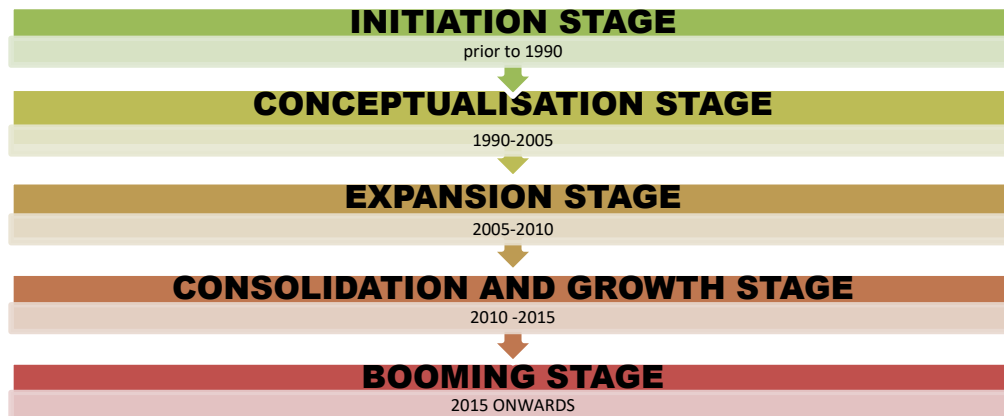 INITIATION STAGE
prior to 1990
CONCEPTUALISATION STAGE
1990-2005
EXPANSION STAGE
2005-2010
CONSOLIDATION AND GROWTH STAGE
2010 -2015
BOOMING STAGE
2015 ONWARDS